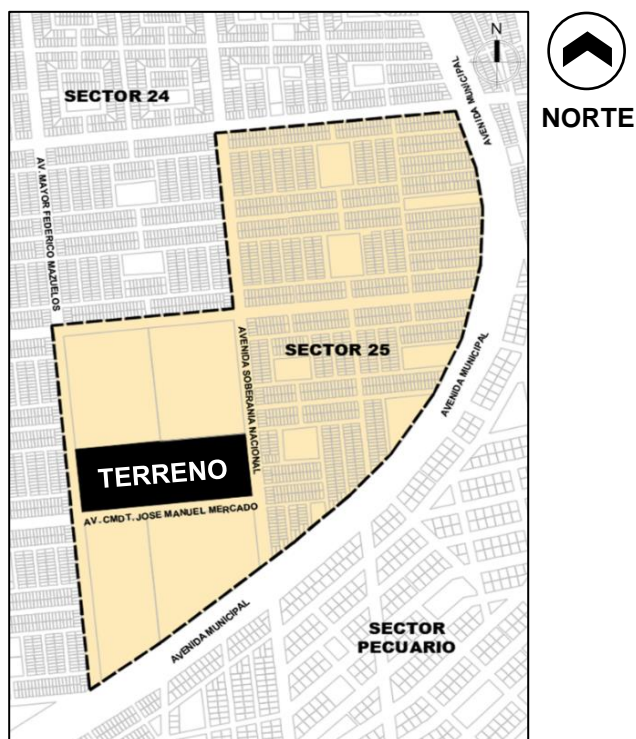 N
NORTE
SECTOR 24
AVENIDA MUNICIPAL
AV. MAYOR FEDERICO MAZUELOS
AVENIDA SOBERANIA NACIONAL
SECTOR 25
AVENIDA MUNICIPAL
TERRENO
AV. CMDT. JOSE MANUEL MERCADO
AVENIDA MUNICIPAL
SECTOR
PECUARIO